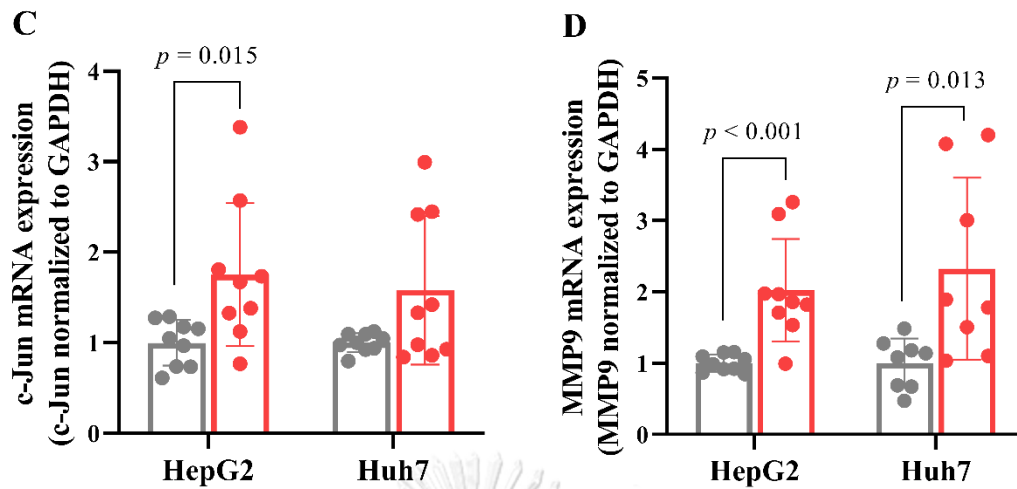 C
c-Jun mRNA expression
(c-Jun normalized to GAPDH)
p = 0.015
4
3
2
1
0
HepG2
Huh7
D
MMP9 mRNA expression
(MMP9 normalized to GAPDH)
p < 0.001
p = 0.013
5
4
3
2
1
0
HepG2
Huh7